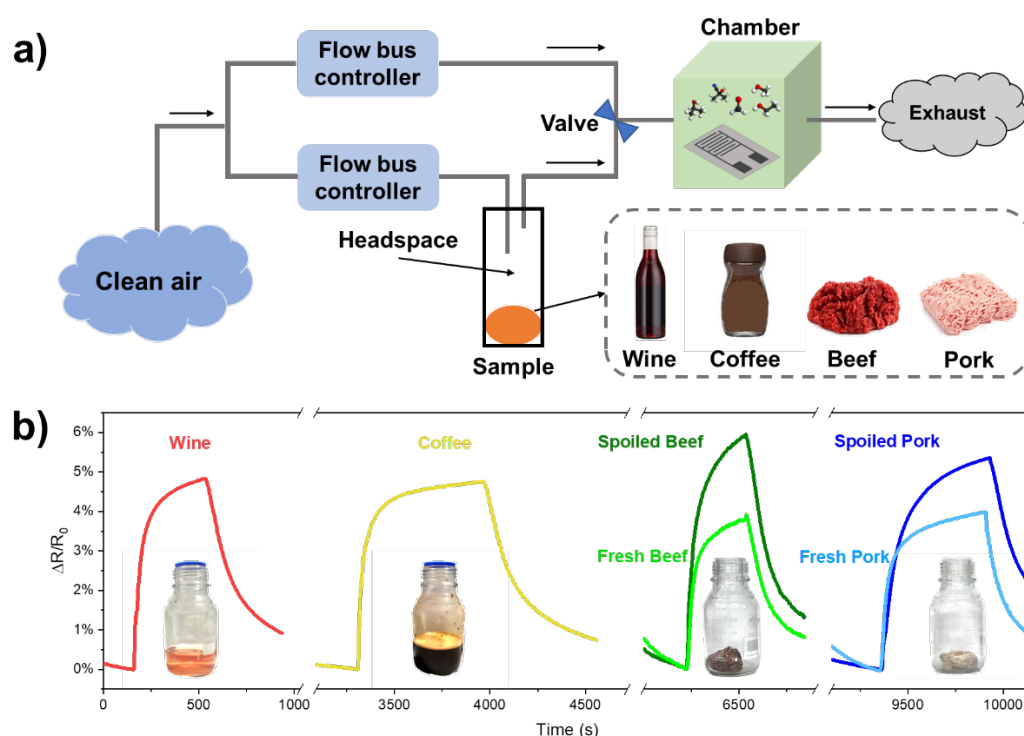 a)
Flow bus
controller
Flow bus
controller
Valve
Chamber
Exhaust
Clean air
Headspace
Sample
Wine
Coffee
Beef
Pork
b)
ΔR/R0
6%
5%
4%
3%
2%
1%
0%
Wine
Coffee
Spoiled Beef
Fresh Beef
Spoiled Pork
Fresh Pork
0
500
1000
3500
4000
4500
6500
9500
10000
Time (s)